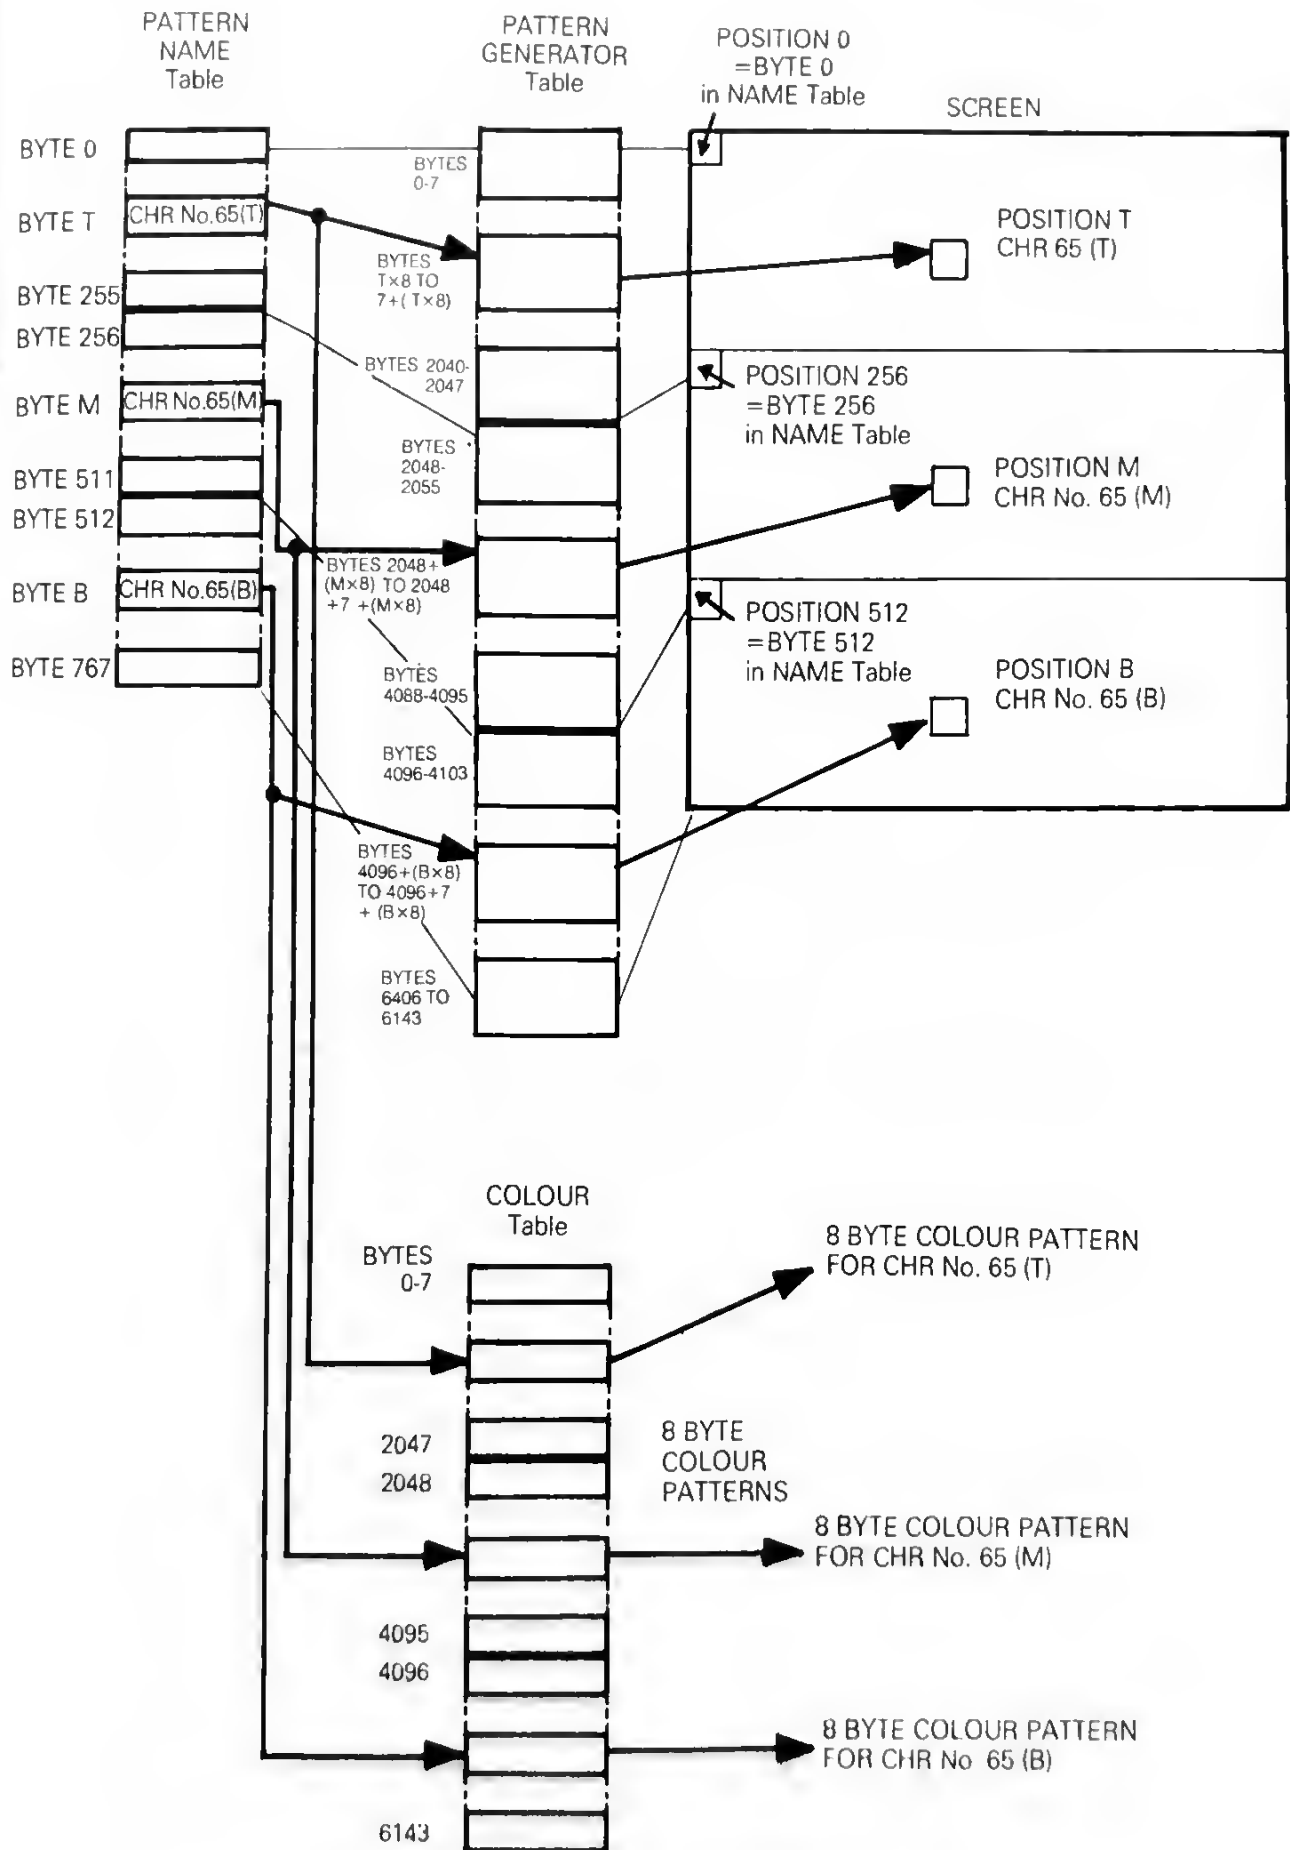 PATTERN
NAME
Table
PATTERN
GENERATOR
Table
POSITION 0
=BYTE 0
in NAME Table
SCREEN
BYTE 0
BYTES
0-7
BYTE T
CHR No.65(T)
POSITION T
CHR 65 (T)
BYTES
T×8 TO
7+( T×8)
BYTE 255
BYTE 256
BYTES 2040-
2047
POSITION 256
=BYTE 256
in NAME Table
BYTE M
CHR No.65(M)
BYTES
2048-
2055
BYTE 511
BYTE 512
POSITION M
CHR No. 65 (M)
BYTES 2048+
(M×8) TO 2048
+7 +(M×8)
BYTE B
CHR No.65(B)
POSITION 512
=BYTE 512
in NAME Table
BYTE 767
BYTES
4088-4095
POSITION B
CHR No. 65 (B)
BYTES
4096-4103
BYTES
4096+(B×8)
TO 4096+7
+ (B×8)
BYTES
6406 TO
6143
COLOUR
Table
BYTES
0-7
8 BYTE COLOUR PATTERN
FOR CHR No. 65 (T)
2047
2048
8 BYTE
COLOUR
PATTERNS
8 BYTE COLOUR PATTERN
FOR CHR No. 65 (M)
4095
4096
8 BYTE COLOUR PATTERN
FOR CHR No 65 (B)
6143